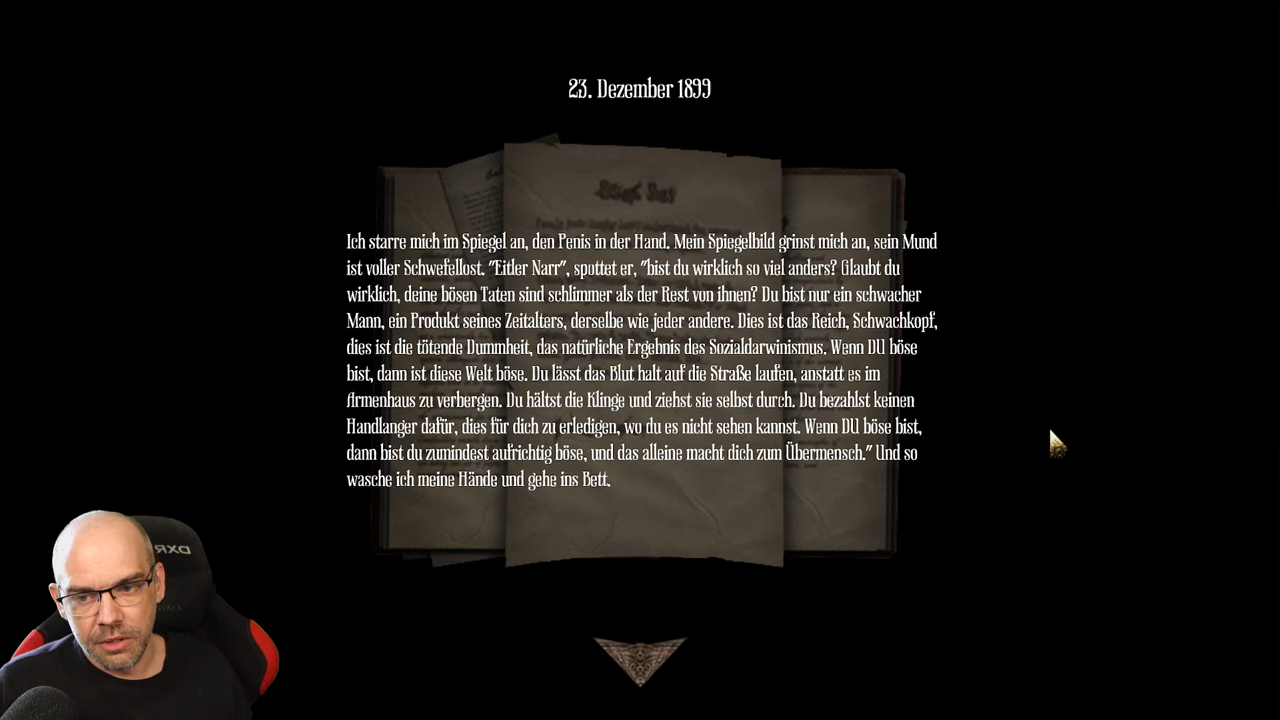 23. Dezember 1899
Ich starre mich im Spiegel an, den Penis in der Hand. Mein Spiegelbild grinst mich an, sein Mund
ist voller Schwefellost. "Eitler Narr", spottet er, "bist du wirklich so viel anders? Glaubt du
wirklich, deine bösen Taten sind schlimmer als der Rest von ihnen? Du bist nur ein schwacher
Mann, ein Produkt seines Zeitalters, derselbe wie jeder andere. Dies ist das Reich, Schwachkopf,
dies ist die tötende Dummheit, das natürliche Ergebnis des Sozialdarwinismus. Wenn DU böse
bist, dann ist diese Welt böse. Du lässt das Blut halt auf die Straße laufen, anstatt es im
Armenhaus zu verbergen. Du hältst die Klinge und ziehst sie selbst durch. Du bezahlst keinen
Handlanger dafür, dies für dich zu erledigen, wo du es nicht sehen kannst. Wenn DU böse bist,
dann bist du zumindest aufrichtig böse, und das alleine macht dich zum Übermensch." Und so
wasche ich meine Hände und gehe ins Bett.
DXR